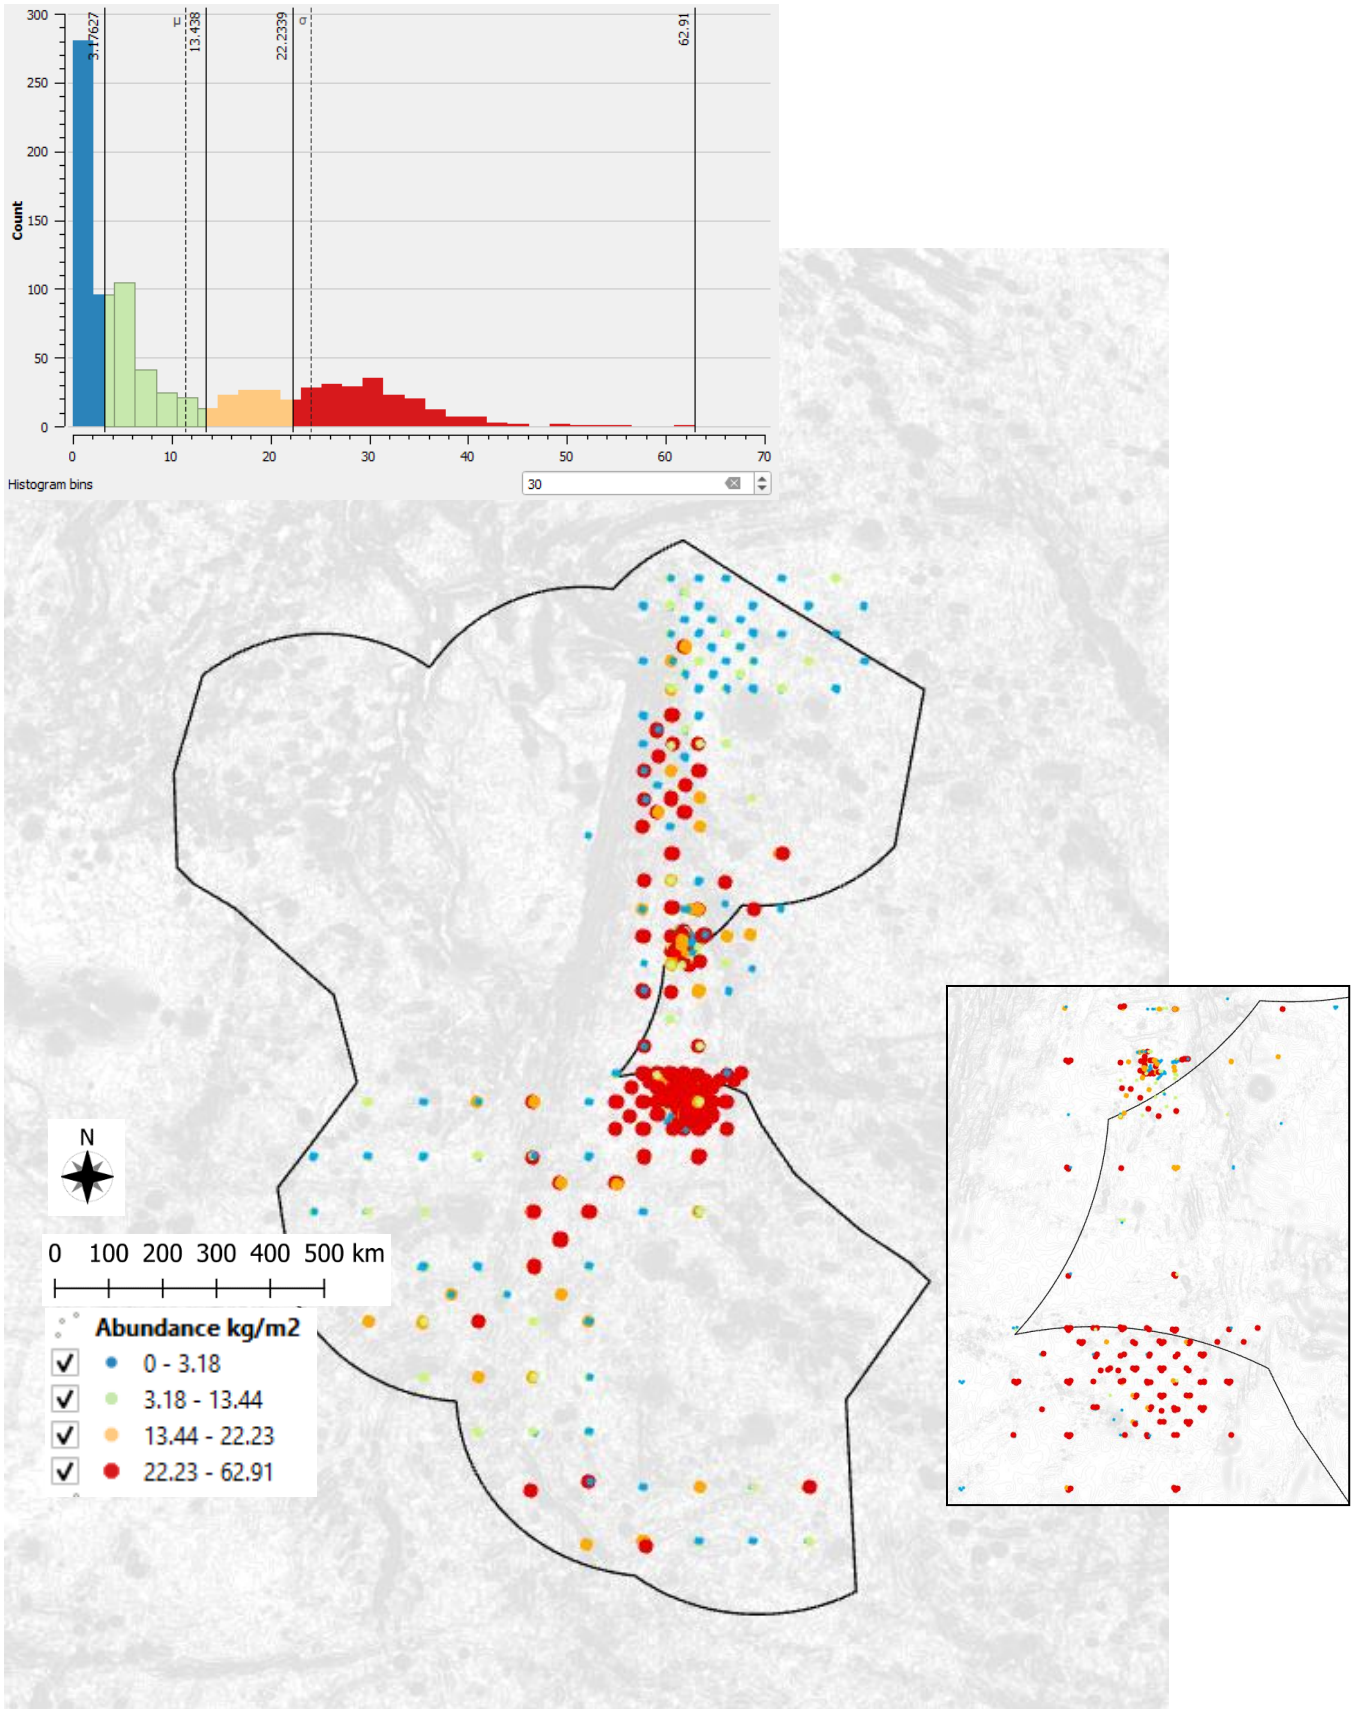 300
250
200
150
100
50
0
Count
3.17627
μ
13.438
22.2339
σ
62.91
0 10 20 30 40 50 60 70
Histogram bins 30
N
0 100 200 300 400 500 km
Abundance kg/m2
0 - 3.18
3.18 - 13.44
13.44 - 22.23
22.23 - 62.91